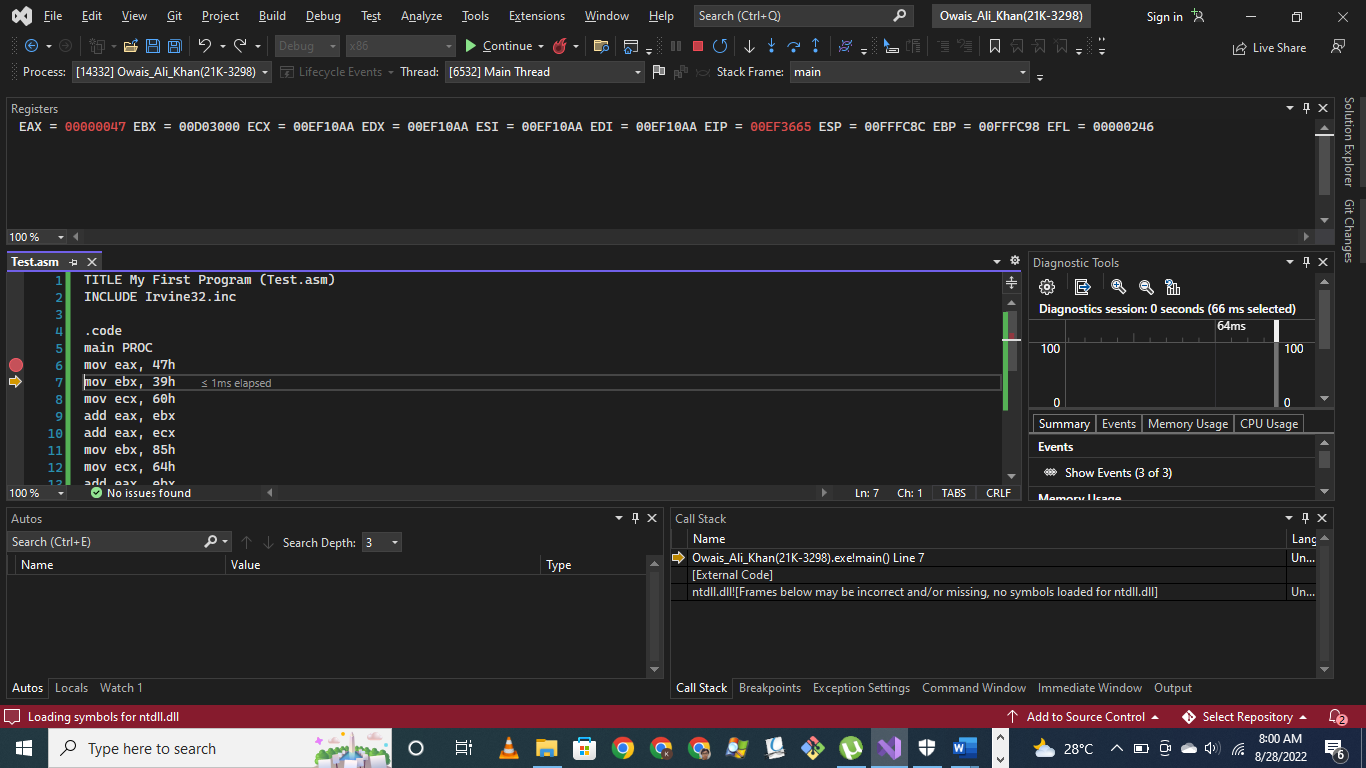 File Edit View Git Project Build Debug Test Analyze Tools Extensions Window Help Search (Ctrl+Q) Owais_Ali_Khan(21K-3298) Sign in
Debug x86 Continue Live Share
Process: [14332] Owais_Ali_Khan(21K-3298) Lifecycle Events Thread: [6532] Main Thread Stack Frame: main
Registers
EAX = 00000047 EBX = 00D03000 ECX = 00EF10AA EDX = 00EF10AA ESI = 00EF10AA EDI = 00EF10AA EIP = 00EF3665 ESP = 00FFFC8C EBP = 00FFFC98 EFL = 00000246
100 %
Solution Explorer
Git Changes
Test.asm
1 TITLE My First Program (Test.asm)
2 INCLUDE Irvine32.inc
3
4 .code
5 main PROC
6 mov eax, 47h
7 mov ebx, 39h ≤ 1ms elapsed
8 mov ecx, 60h
9 add eax, ebx
10 add eax, ecx
11 mov ebx, 85h
12 mov ecx, 64h
13 add eax, ebx
100 % No issues found Ln: 7 Ch: 1 TABS CRLF
Diagnostic Tools
Diagnostics session: 0 seconds (66 ms selected)
64ms
100 100
0 0
Summary Events Memory Usage CPU Usage
Events
Show Events (3 of 3)
Memory Usage
Autos
Search (Ctrl+E) Search Depth: 3
Name Value Type
Autos Locals Watch 1
Call Stack
Name Lang
Owais_Ali_Khan(21K-3298).exe!main() Line 7 Un...
[External Code]
ntdll.dll![Frames below may be incorrect and/or missing, no symbols loaded for ntdll.dll] Un...
Call Stack Breakpoints Exception Settings Command Window Immediate Window Output
Loading symbols for ntdll.dll Add to Source Control Select Repository 2
Type here to search 28°C 8:00 AM
8/28/2022 6